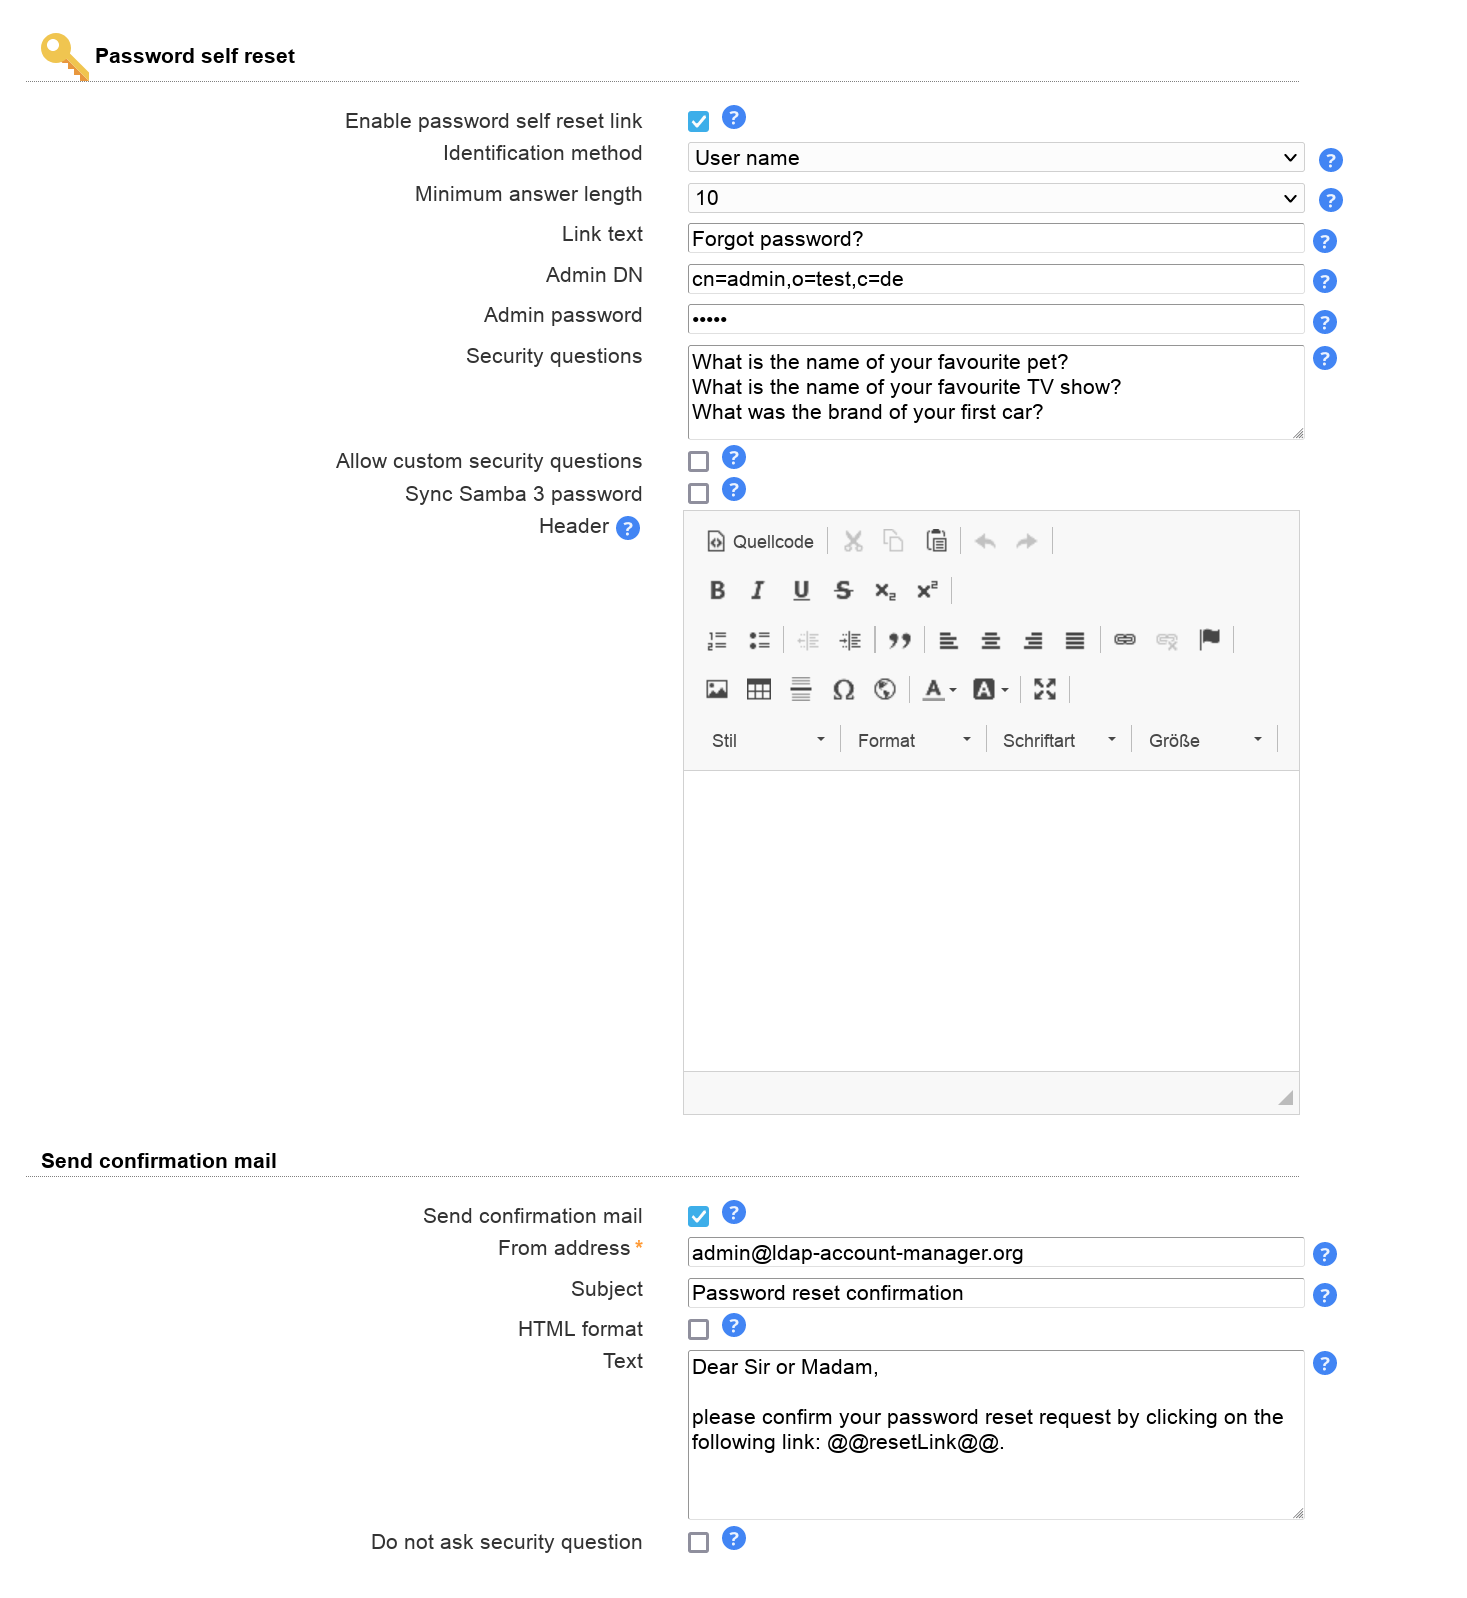 Password self reset
Enable password self reset link
Identification method User name
Minimum answer length 10
Link text Forgot password?
Admin DN cn=admin,o=test,c=de
Admin password •••••
Security questions What is the name of your favourite pet?
What is the name of your favourite TV show?
What was the brand of your first car?
Allow custom security questions
Sync Samba 3 password
Header Quellcode
Stil Format Schriftart Größe
Send confirmation mail
Send confirmation mail
From address * admin@ldap-account-manager.org
Subject Password reset confirmation
HTML format
Text Dear Sir or Madam,
please confirm your password reset request by clicking on the
following link: @@resetLink@@.
Do not ask security question